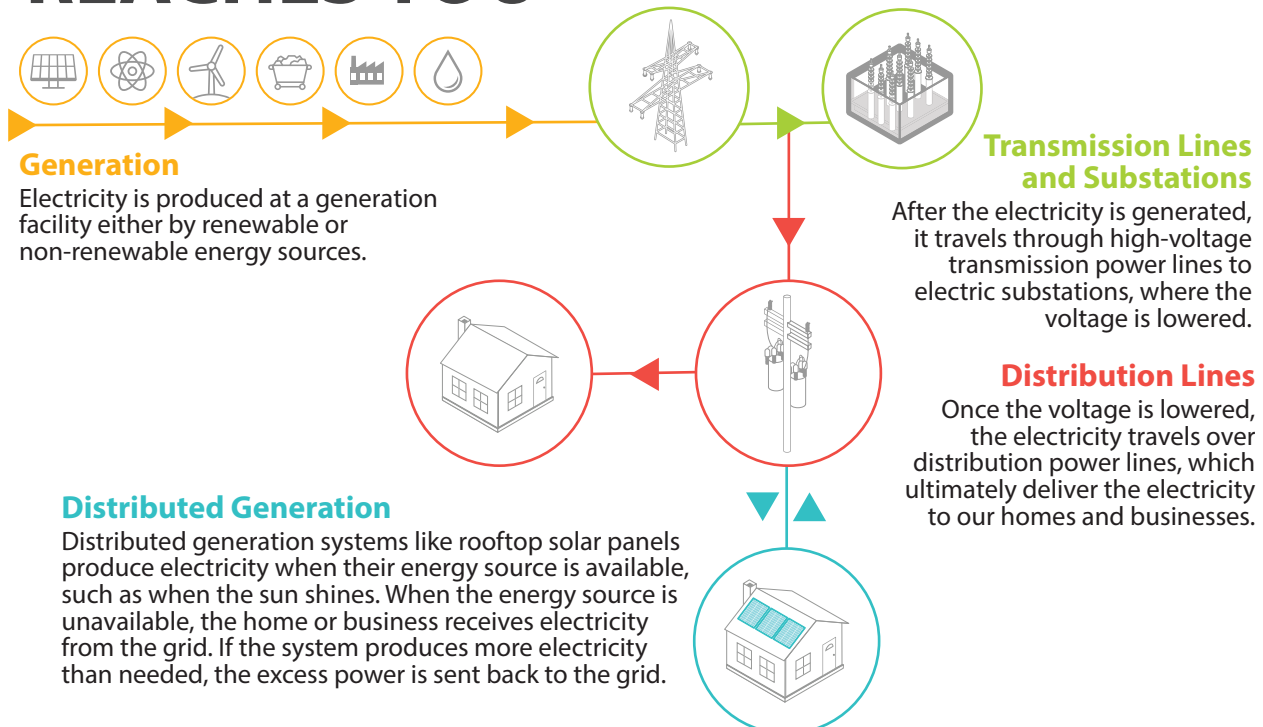 REACHES YOU
Generation
Electricity is produced at a generation
facility either by renewable or
non-renewable energy sources.
Transmission Lines
and Substations
After the electricity is generated,
it travels through high-voltage
transmission power lines to
electric substations, where the
voltage is lowered.
Distribution Lines
Once the voltage is lowered,
the electricity travels over
distribution power lines, which
ultimately deliver the electricity
to our homes and businesses.
Distributed Generation
Distributed generation systems like rooftop solar panels
produce electricity when their energy source is available,
such as when the sun shines. When the energy source is
unavailable, the home or business receives electricity
from the grid. If the system produces more electricity
than needed, the excess power is sent back to the grid.